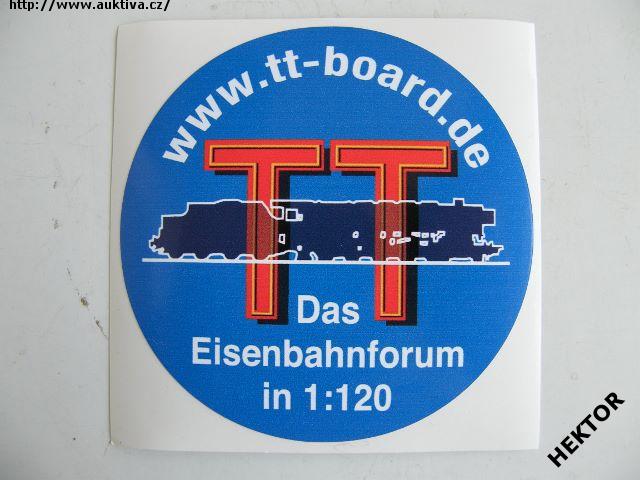 http://www.auktiva.cz/
www.tt-board.de
TT
Das
Eisenbahnforum
in 1:120
HEKTOR